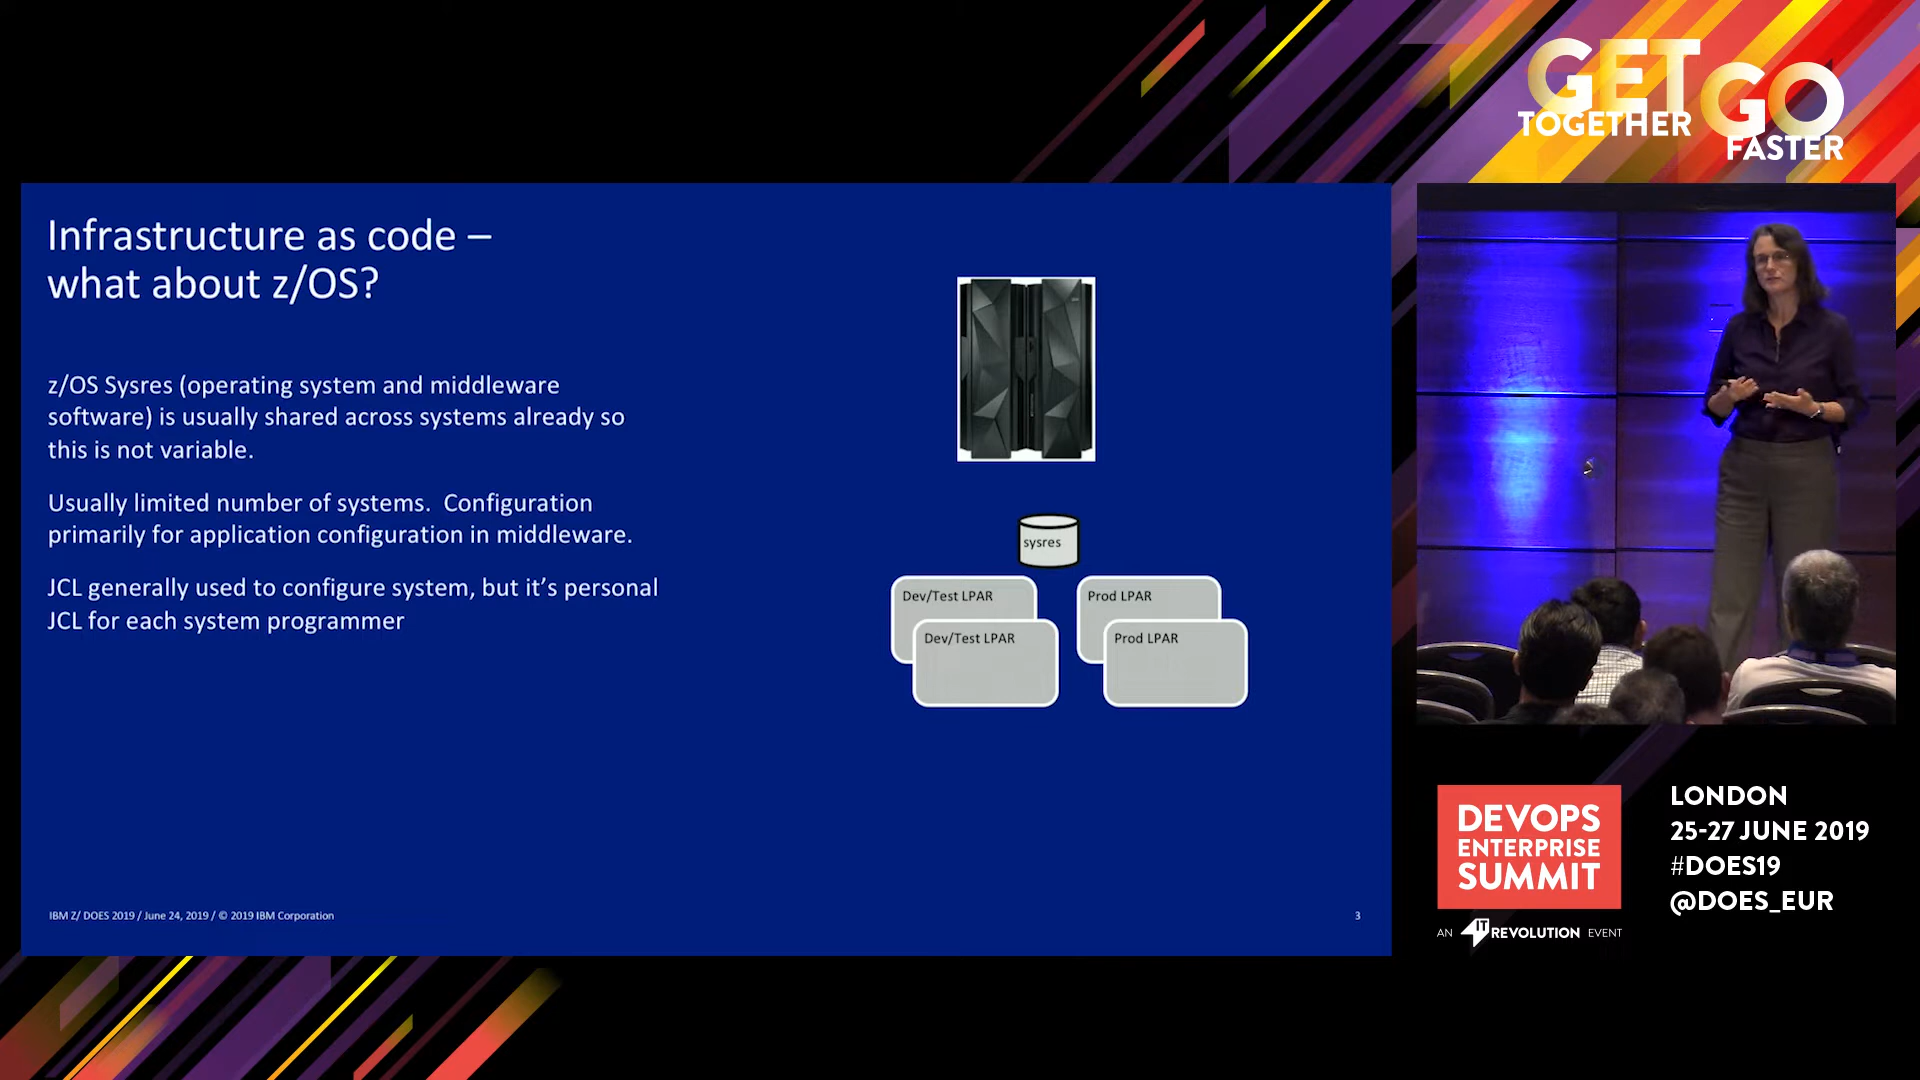 GET
TOGETHER
GO
FASTER
Infrastructure as code –
what about z/OS?
z/OS Sysres (operating system and middleware
software) is usually shared across systems already so
this is not variable.
Usually limited number of systems.  Configuration
primarily for application configuration in middleware.
JCL generally used to configure system, but it’s personal
JCL for each system programmer
sysres
Dev/Test LPAR
Dev/Test LPAR
Prod LPAR
Prod LPAR
IBM Z/ DOES 2019 / June 24, 2019 / © 2019 IBM Corporation
3
DEVOPS
ENTERPRISE
SUMMIT
AN IT REVOLUTION EVENT
LONDON
25-27 JUNE 2019
#DOES19
@DOES_EUR